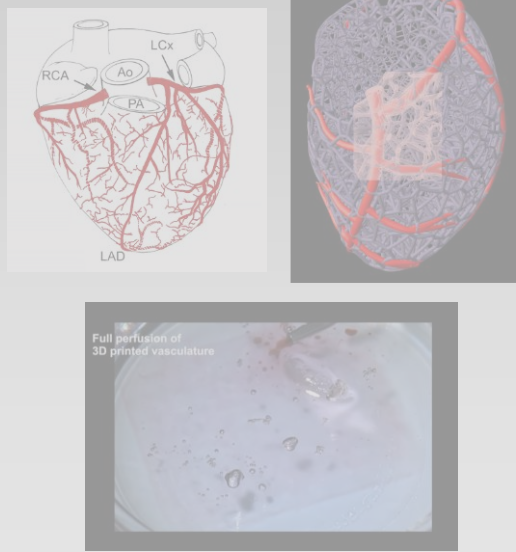 LCx
RCA
Ao
PA
LAD
Full perfusion of
3D printed vasculature